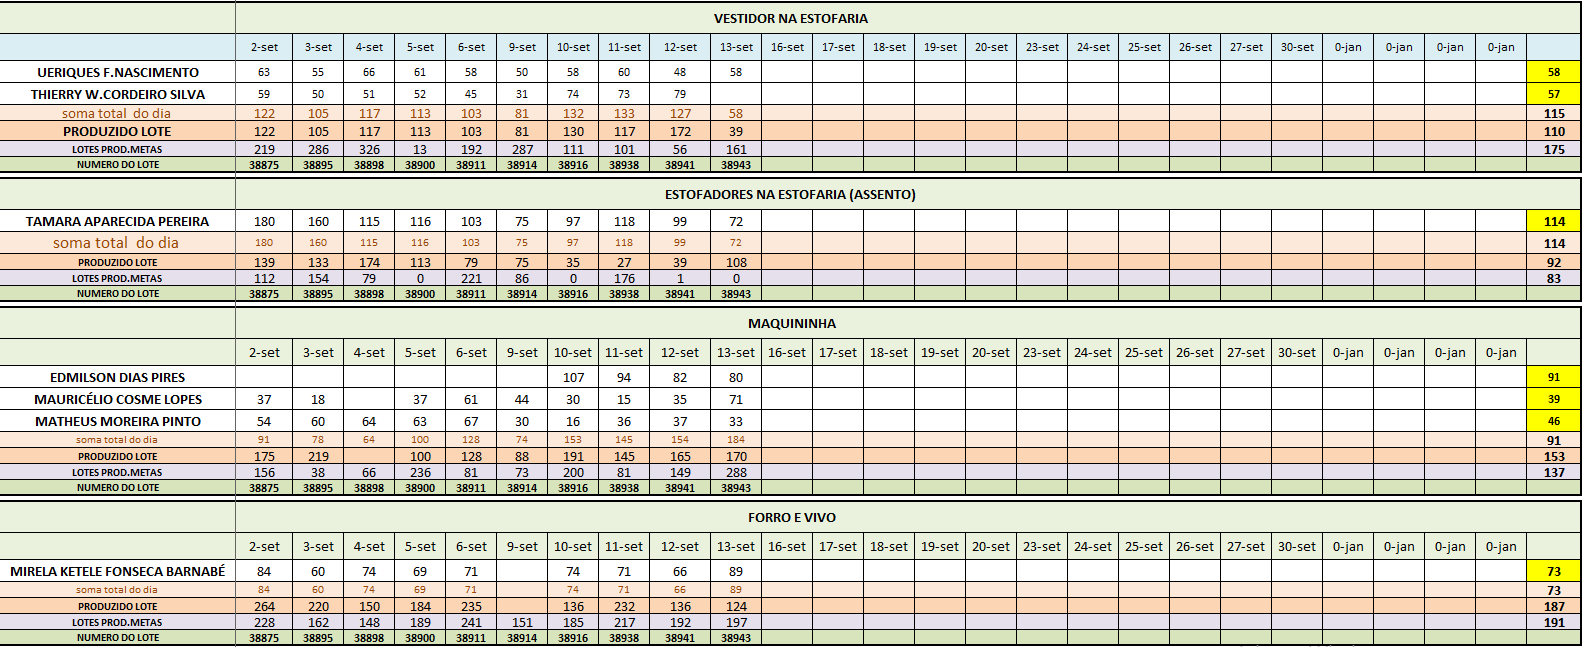 VESTIDOR NA ESTOFARIA
2-set 3-set 4-set 5-set 6-set 9-set 10-set 11-set 12-set 13-set 16-set 17-set 18-set 19-set 20-set 23-set 24-set 25-set 26-set 27-set 30-set 0-jan 0-jan 0-jan 0-jan
UERIQUES F.NASCIMENTO 63 55 66 61 58 50 58 60 48 58 58
THIERRY W.CORDEIRO SILVA 59 50 51 52 45 31 74 73 79 57
soma total do dia 122 105 117 113 103 81 132 133 127 58 115
PRODUZIDO LOTE 122 105 117 113 103 81 130 117 172 39 110
LOTES PROD.METAS 219 286 326 13 192 287 111 101 56 161 175
NUMERO DO LOTE 38875 38895 38898 38900 38911 38914 38916 38938 38941 38943
ESTOFADORES NA ESTOFARIA (ASSENTO)
TAMARA APARECIDA PEREIRA 180 160 115 116 103 75 97 118 99 72 114
soma total do dia 180 160 115 116 103 75 97 118 99 72 114
PRODUZIDO LOTE 139 133 174 113 79 75 35 27 39 108 92
LOTES PROD.METAS 112 154 79 0 221 86 0 176 1 0 83
NUMERO DO LOTE 38875 38895 38898 38900 38911 38914 38916 38938 38941 38943
MAQUININHA
2-set 3-set 4-set 5-set 6-set 9-set 10-set 11-set 12-set 13-set 16-set 17-set 18-set 19-set 20-set 23-set 24-set 25-set 26-set 27-set 30-set 0-jan 0-jan 0-jan 0-jan
EDMILSON DIAS PIRES 107 94 82 80 91
MAURICÉLIO COSME LOPES 37 18 37 61 44 30 15 35 71 39
MATHEUS MOREIRA PINTO 54 60 64 63 67 30 16 36 37 33 46
soma total do dia 91 78 64 100 128 74 153 145 154 184 91
PRODUZIDO LOTE 175 219 100 128 88 191 145 165 170 153
LOTES PROD.METAS 156 38 66 236 81 73 200 81 149 288 137
NUMERO DO LOTE 38875 38895 38898 38900 38911 38914 38916 38938 38941 38943
FORRO E VIVO
2-set 3-set 4-set 5-set 6-set 9-set 10-set 11-set 12-set 13-set 16-set 17-set 18-set 19-set 20-set 23-set 24-set 25-set 26-set 27-set 30-set 0-jan 0-jan 0-jan 0-jan
MIRELA KETELE FONSECA BARNABÉ 84 60 74 69 71 74 71 66 89 73
soma total do dia 84 60 74 69 71 74 71 66 89 73
PRODUZIDO LOTE 264 220 150 184 235 136 232 136 124 187
LOTES PROD.METAS 228 162 148 189 241 151 185 217 192 197 191
NUMERO DO LOTE 38875 38895 38898 38900 38911 38914 38916 38938 38941 38943